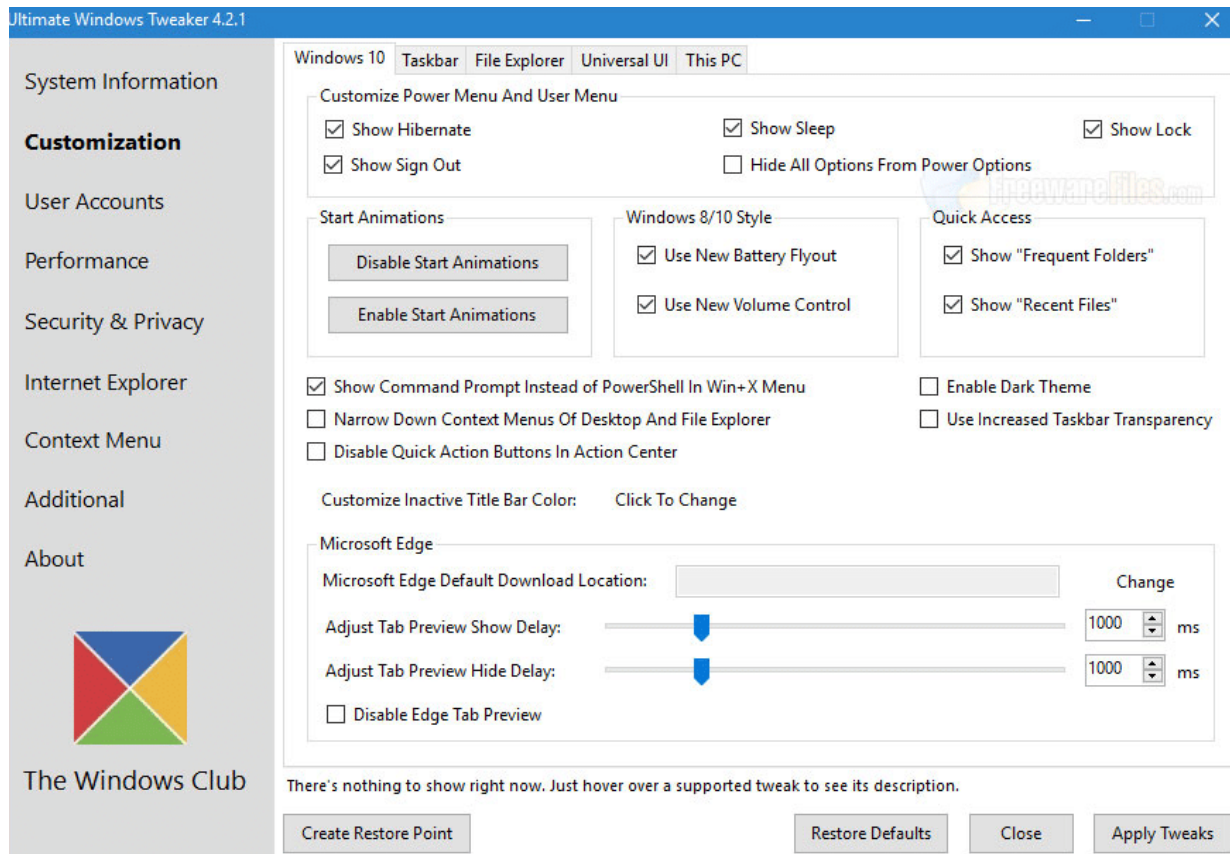 Ultimate Windows Tweaker 4.2.1
System Information
Customization
User Accounts
Performance
Security & Privacy
Internet Explorer
Context Menu
Additional
About
The Windows Club
Windows 10 Taskbar File Explorer Universal UI This PC
Customize Power Menu And User Menu
Show Hibernate Show Sleep Show Lock
Show Sign Out Hide All Options From Power Options
FreewareFiles.com
Start Animations Windows 8/10 Style Quick Access
Disable Start Animations Use New Battery Flyout Show "Frequent Folders"
Enable Start Animations Use New Volume Control Show "Recent Files"
Show Command Prompt Instead of PowerShell In Win+X Menu Enable Dark Theme
Narrow Down Context Menus Of Desktop And File Explorer Use Increased Taskbar Transparency
Disable Quick Action Buttons In Action Center
Customize Inactive Title Bar Color: Click To Change
Microsoft Edge
Microsoft Edge Default Download Location: Change
Adjust Tab Preview Show Delay: 1000 ms
Adjust Tab Preview Hide Delay: 1000 ms
Disable Edge Tab Preview
There's nothing to show right now. Just hover over a supported tweak to see its description.
Create Restore Point Restore Defaults Close Apply Tweaks